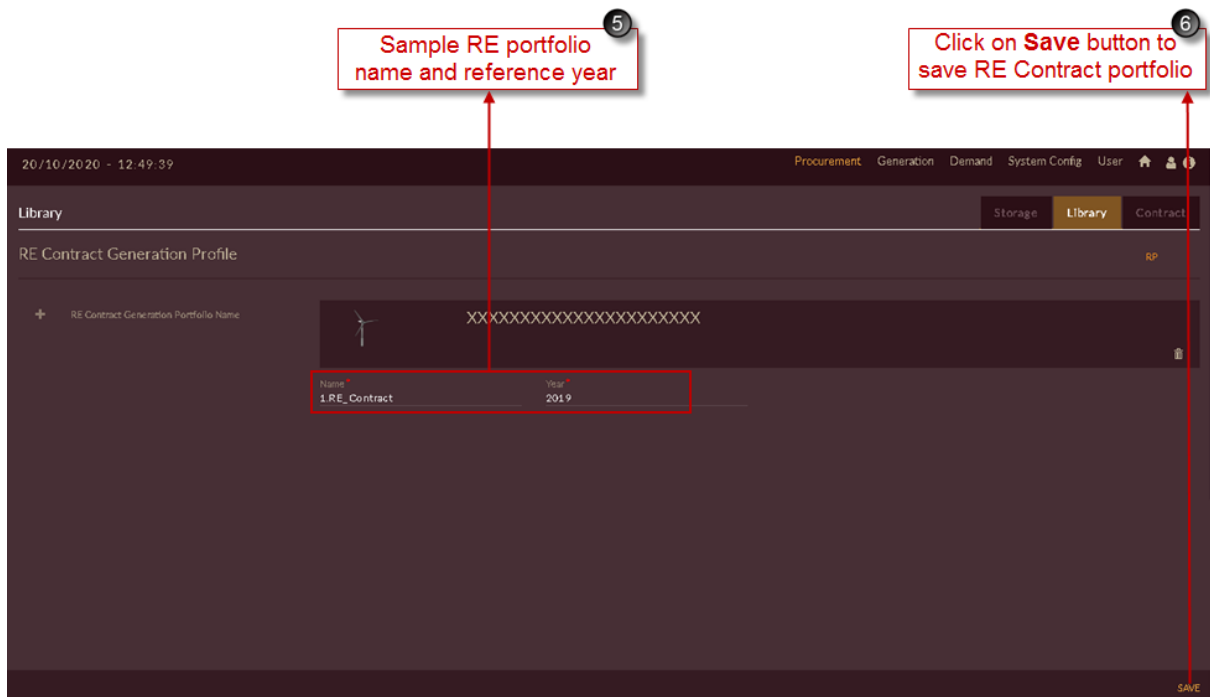 5
Sample RE portfolio
name and reference year
6
Click on Save button to
save RE Contract portfolio
20/10/2020 - 12:49:39
Procurement Generation Demand System Config User
Library
Storage Library Contract
RE Contract Generation Profile
RP
+ RE Contract Generation Portfolio Name
XXXXXXXXXXXXXXXXXXXXXX
Name* Year*
1.RE_Contract 2019
SAVE